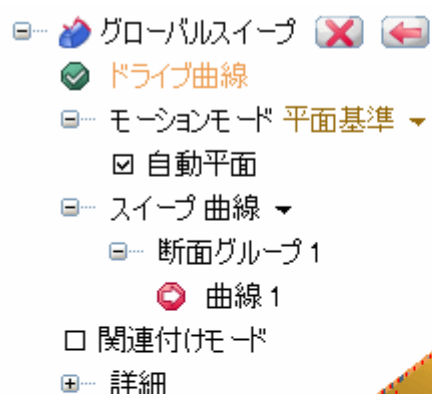 グローバルスイープ
ドライブ曲線
モーションモード 平面基準
自動平面
スイープ 曲線
断面グループ 1
曲線 1
関連付けモード
詳細